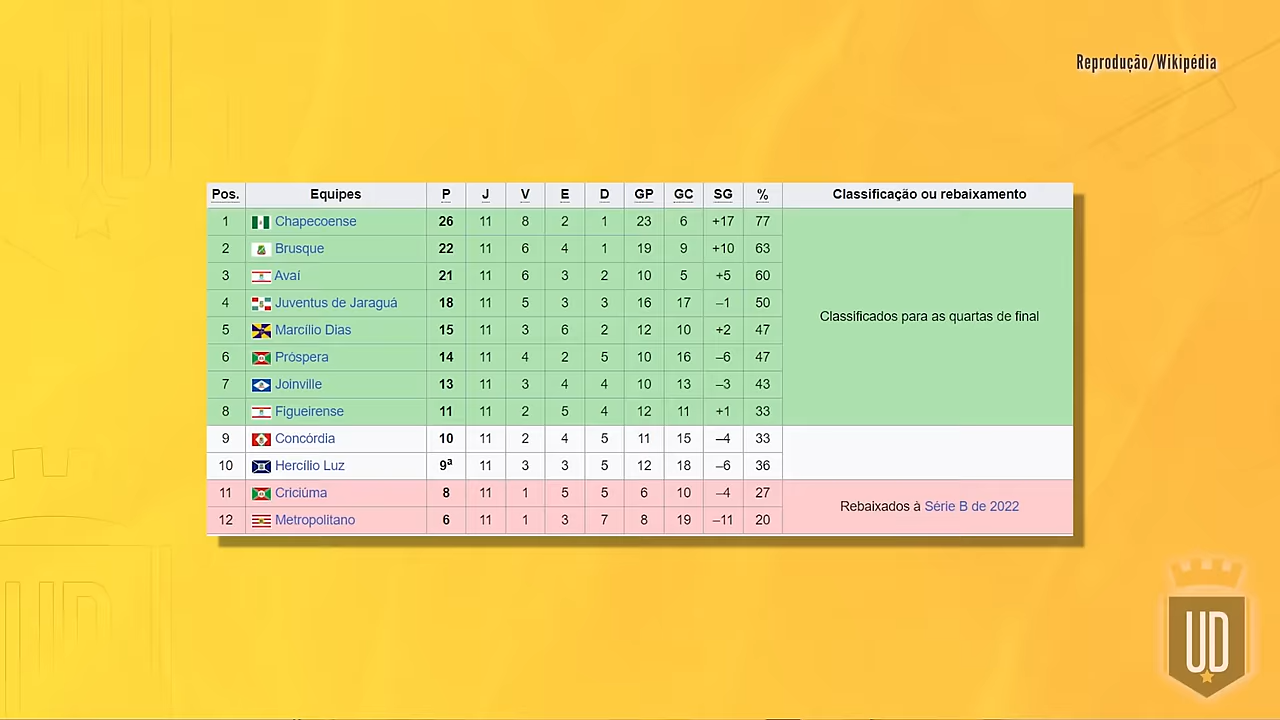 Reprodução/Wikipédia
Pos. Equipes P J V E D GP GC SG % Classificação ou rebaixamento
1 Chapecoense 26 11 8 2 1 23 6 +17 77
2 Brusque 22 11 6 4 1 19 9 +10 63
3 Avaí 21 11 6 3 2 10 5 +5 60
4 Juventus de Jaraguá 18 11 5 3 3 16 17 –1 50
Classificados para as quartas de final
5 Marcílio Dias 15 11 3 6 2 12 10 +2 47
6 Próspera 14 11 4 2 5 10 16 –6 47
7 Joinville 13 11 3 4 4 10 13 –3 43
8 Figueirense 11 11 2 5 4 12 11 +1 33
9 Concórdia 10 11 2 4 5 11 15 –4 33
10 Hercílio Luz 9ª 11 3 3 5 12 18 –6 36
11 Criciúma 8 11 1 5 5 6 10 –4 27
Rebaixados à Série B de 2022
12 Metropolitano 6 11 1 3 7 8 19 –11 20
UD
UD